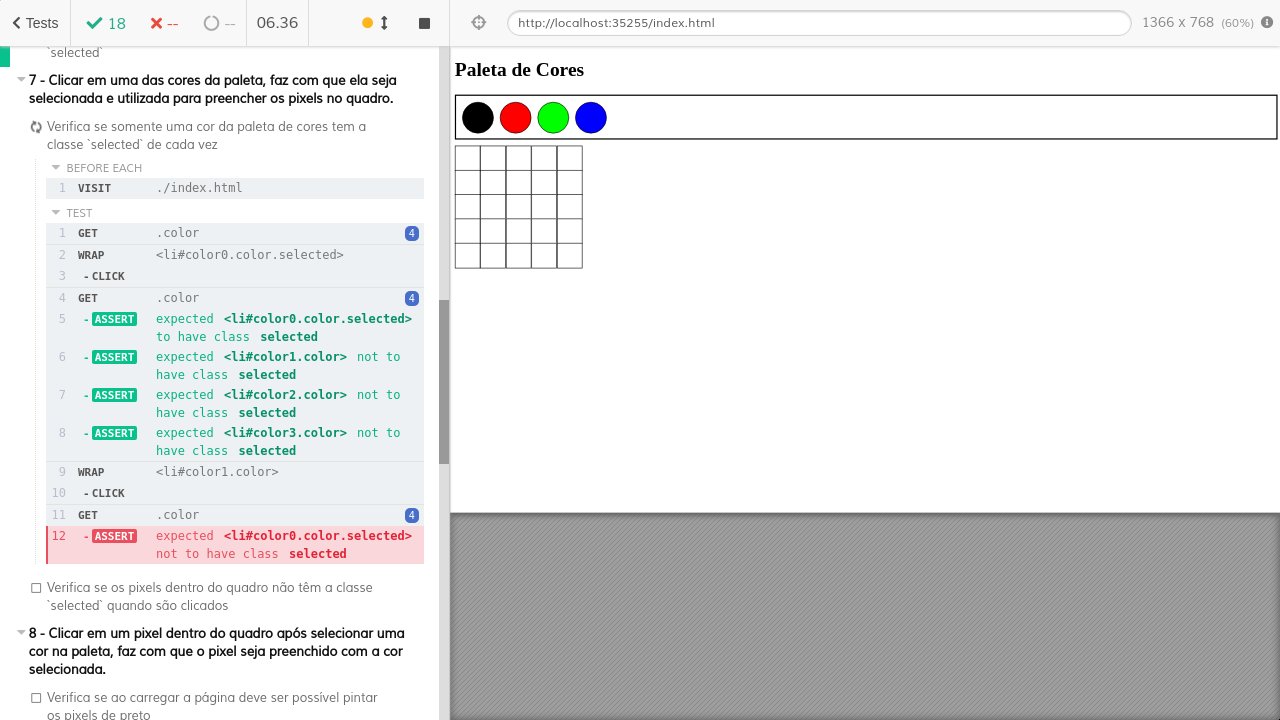 Tests
18
--
--
06.36
http://localhost:35255/index.html
1366 x 768 (60%)
`selected`
7 - Clicar em uma das cores da paleta, faz com que ela seja
selecionada e utilizada para preencher os pixels no quadro.
Verifica se somente uma cor da paleta de cores tem a
classe `selected` de cada vez
BEFORE EACH
1 VISIT ./index.html
TEST
1 GET .color 4
2 WRAP <li#color0.color.selected>
3 -CLICK
4 GET .color 4
5 -ASSERT expected <li#color0.color.selected>
to have class selected
6 -ASSERT expected <li#color1.color> not to
have class selected
7 -ASSERT expected <li#color2.color> not to
have class selected
8 -ASSERT expected <li#color3.color> not to
have class selected
9 WRAP <li#color1.color>
10 -CLICK
11 GET .color 4
12 -ASSERT expected <li#color0.color.selected>
not to have class selected
Verifica se os pixels dentro do quadro não têm a classe
`selected` quando são clicados
8 - Clicar em um pixel dentro do quadro após selecionar uma
cor na paleta, faz com que o pixel seja preenchido com a cor
selecionada.
Verifica se ao carregar a página deve ser possível pintar
os pixels de preto
Paleta de Cores